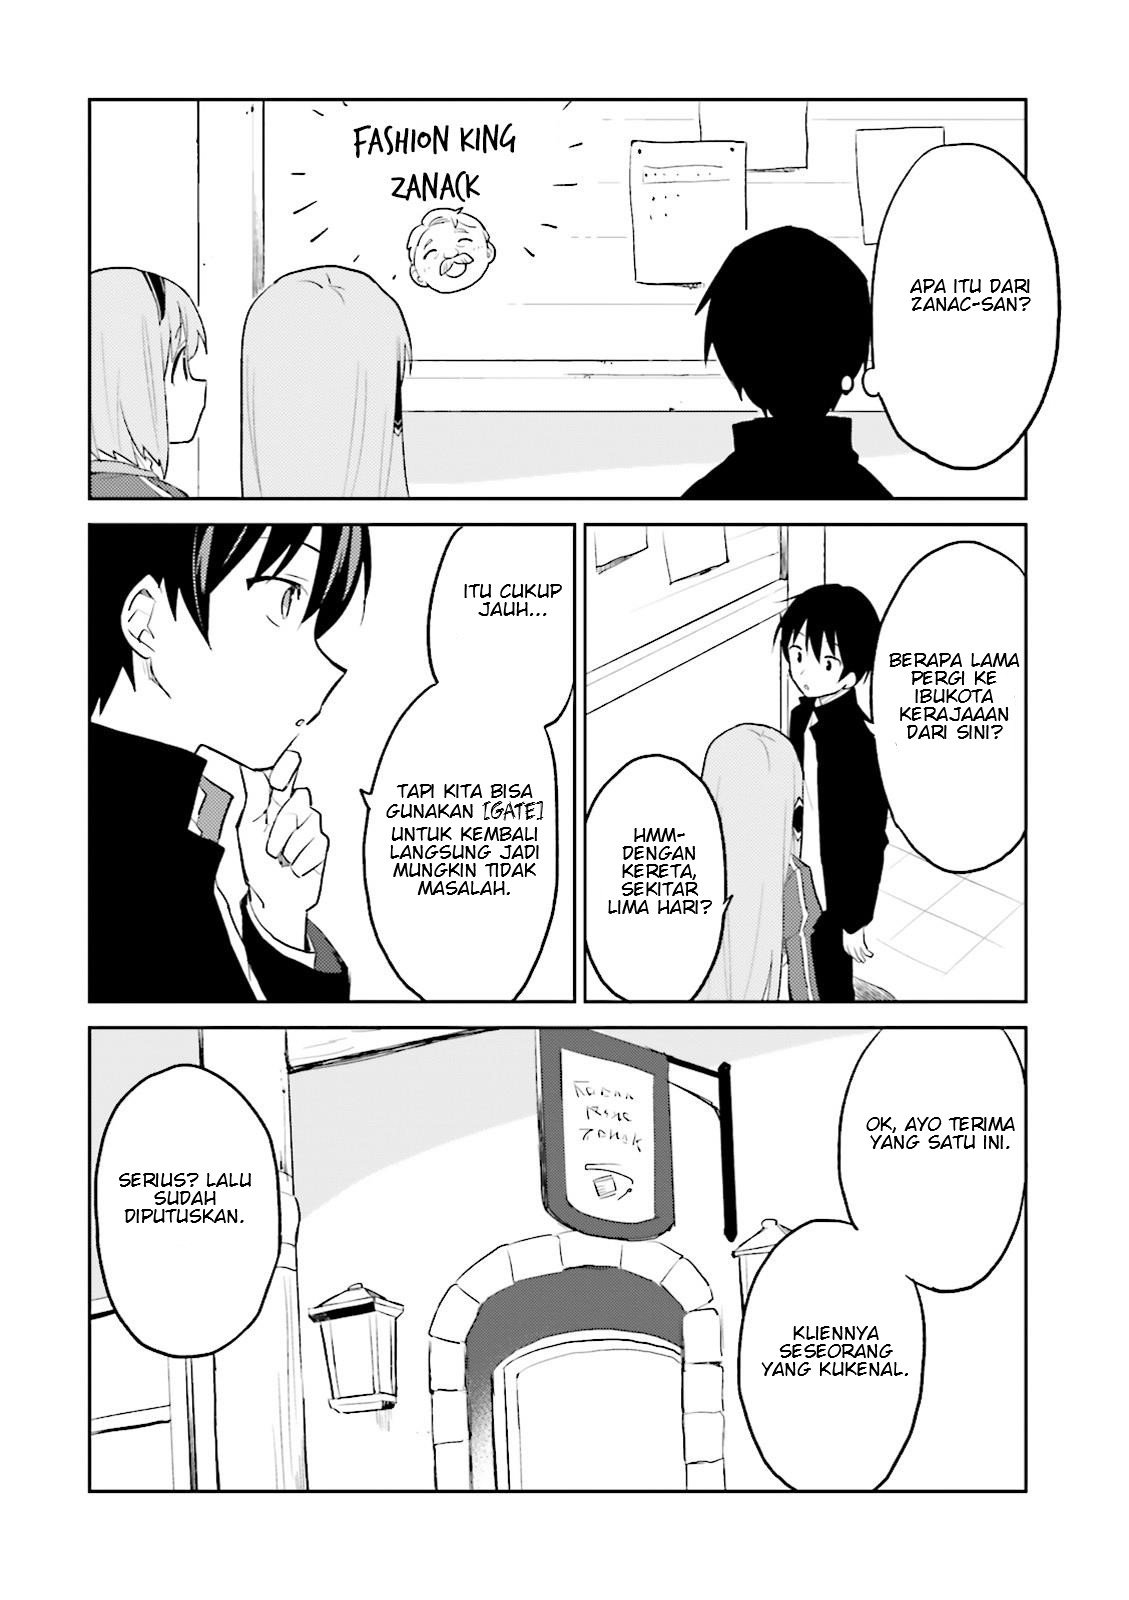 FASHION KING
ZANACK
APA ITU DARI
ZANAC-SAN?
BERAPA LAMA
PERGI KE
IBUKOTA
KERAJAAAN
DARI SINI?
HMM-
DENGAN
KERETA,
SEKITAR
LIMA HARI?
ITU CUKUP
JAUH...
TAPI KITA BISA
GUNAKAN [GATE]
UNTUK KEMBALI
LANGSUNG JADI
MUNGKIN TIDAK
MASALAH.
OK, AYO TERIMA
YANG SATU INI.
KLIENNYA
SESEORANG
YANG KUKENAL.
SERIUS? LALU
SUDAH
DIPUTUSKAN.